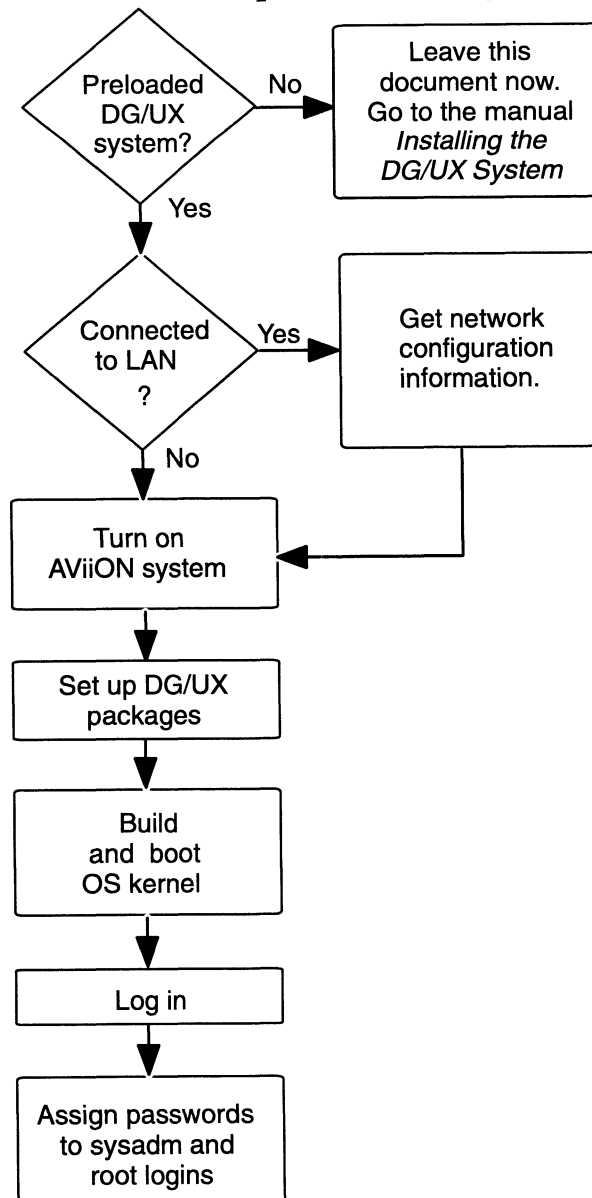 Preloaded
DG/UX
system?
No
Leave this
document now.
Go to the manual
Installing the
DG/UX System
Yes
Connected
to LAN
?
Yes
Get network
configuration
information.
No
Turn on
AViiON system
Set up DG/UX
packages
Build
and boot
OS kernel
Log in
Assign passwords
to sysadm and
root logins